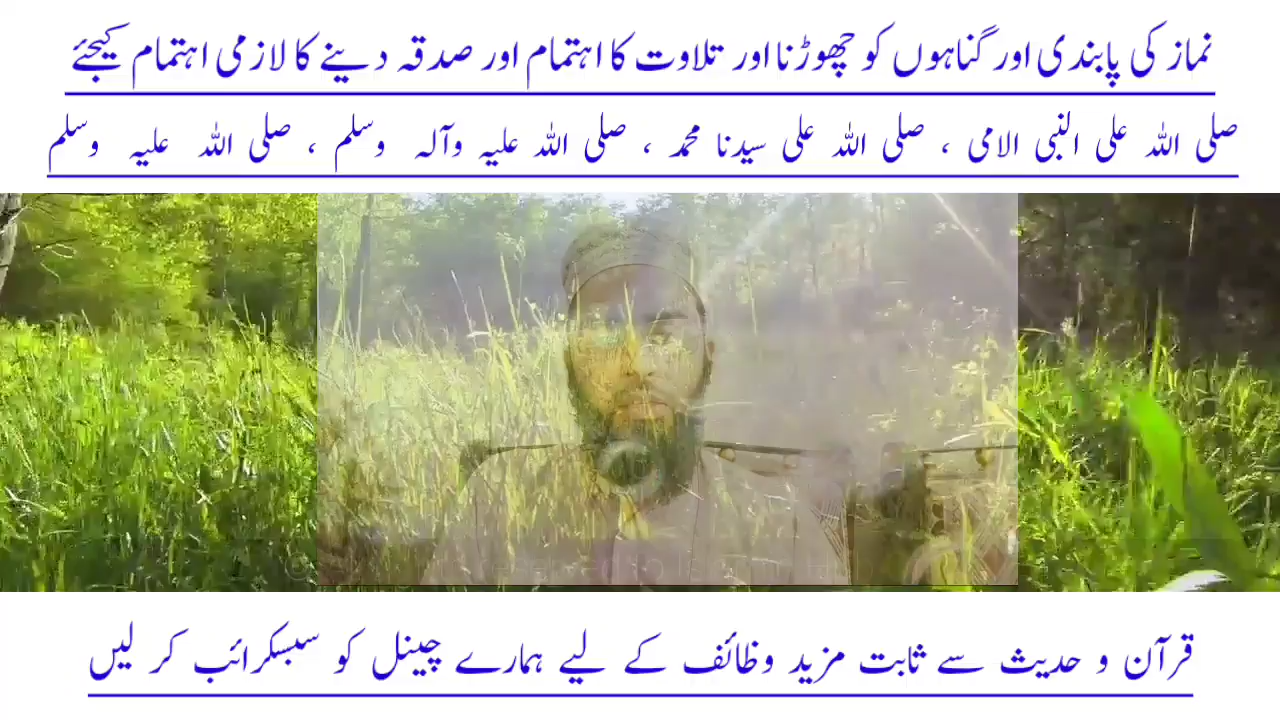 نماز کی پابندی اور گناہوں کو چھوڑنا اور تلاوت کا اہتمام اور صدقہ دینے کا لازمی اہتمام کیجئے
صلی اللہ علی النبی الامی ، صلی اللہ علی سیدنا محمد ، صلی اللہ علیہ وآلہ وسلم ، صلی اللہ علیہ وسلم
قرآن و حدیث سے ثابت مزید وظائف کے لیے ہمارے چینل کو سبسکرائب کر لیں